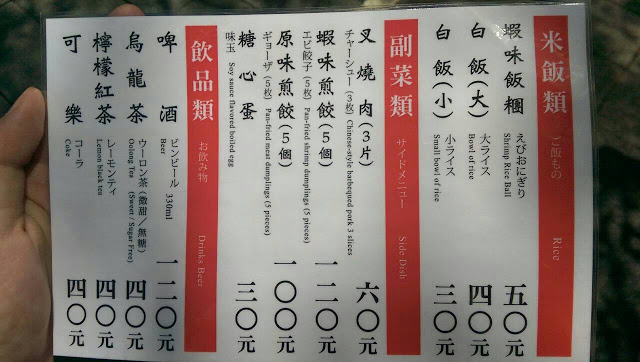 米飯類 ご飯もの Rice
蝦味飯糰 えびおにぎり 五〇元
Shrimp Rice Ball
白飯(大) 大ライス 四〇元
Bowl of rice
白飯(小) 小ライス 三〇元
Small bowl of rice
副菜類 サイドメニュー Side Dish
叉燒肉(3片) 六〇元
チャーシュー(3枚) Chinese-style barbequed pork 3 slices
蝦味煎餃(5個) 一二〇元
エビ餃子(5枚) Pan-fried shrimp dumplings (5 pieces)
原味煎餃(5個) 一〇〇元
ギョーザ(5枚) Pan-fried meat dumplings (5 pieces)
糖心蛋 三〇元
味玉 Soy sauce flavored boiled egg
飲品類 お飲み物 Drinks Beer
啤酒 ビンビール 330ml 一二〇元
Beer
烏龍茶 ウーロン茶(微甜/無糖) 四〇元
Oolong Tea (Sweet / Sugar Free)
檸檬紅茶 レーモンティ 四〇元
Lemon black tea
可樂 コーラ 四〇元
Coke